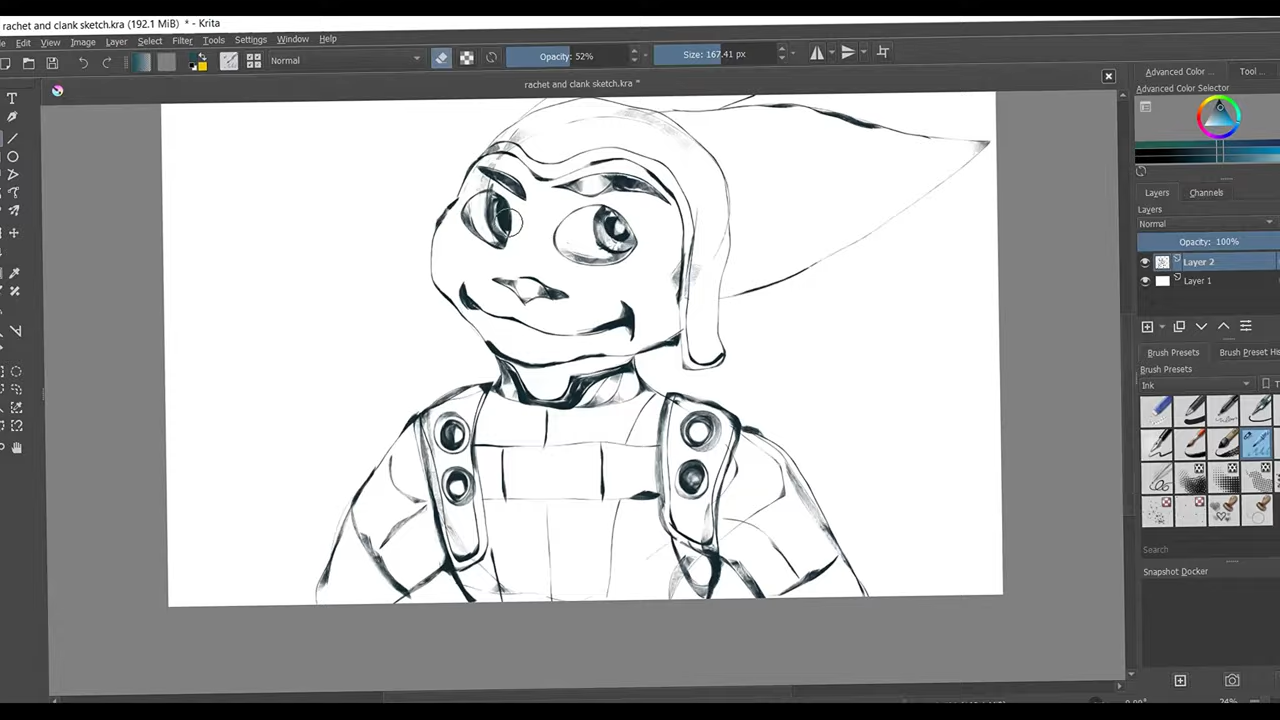 rachet and clank sketch.kra (192.1 MiB) * - Krita
Edit View Image Layer Select Filter Tools Settings Window Help
Normal Opacity: 52% Size: 167.41 px
rachet and clank sketch.kra *
Advanced Color ... Tool ...
Advanced Color Selector
Layers Channels
Layers
Normal
Opacity: 100%
Layer 2
Layer 1
Brush Presets Brush Preset His
Brush Presets
Ink
Search
Snapshot Docker